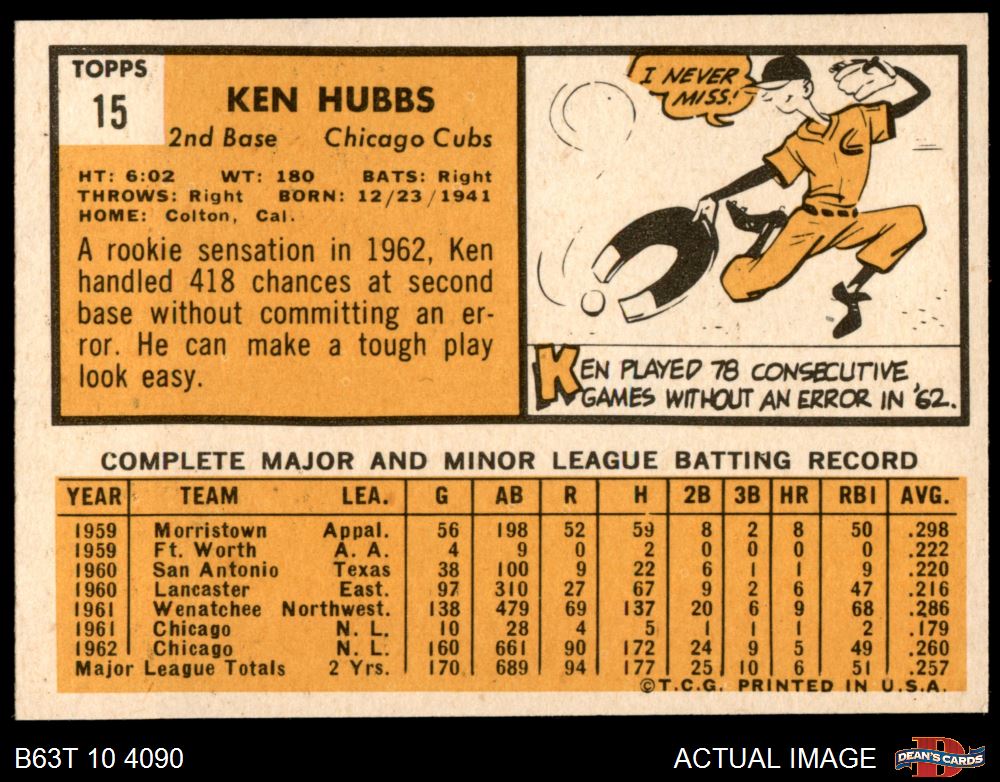 TOPPS
15
KEN HUBBS
2nd Base Chicago Cubs
HT: 6:02 WT: 180 BATS: Right
THROWS: Right BORN: 12/23/1941
HOME: Colton, Cal.
A rookie sensation in 1962, Ken
handled 418 chances at second
base without committing an er-
ror. He can make a tough play
look easy.
I NEVER
MISS!
C
KEN PLAYED 78 CONSECUTIVE
GAMES WITHOUT AN ERROR IN '62.
COMPLETE MAJOR AND MINOR LEAGUE BATTING RECORD
YEAR TEAM LEA. G AB R H 2B 3B HR RBI AVG.
1959 Morristown Appal. 56 198 52 59 8 2 8 50 .298
1959 Ft. Worth A. A. 4 9 0 2 0 0 0 0 .222
1960 San Antonio Texas 38 100 9 22 6 1 1 9 .220
1960 Lancaster East. 97 310 27 67 9 2 6 47 .216
1961 Wenatchee Northwest. 138 479 69 137 20 6 9 68 .286
1961 Chicago N. L. 10 28 4 5 1 1 1 2 .179
1962 Chicago N. L. 160 661 90 172 24 9 5 49 .260
Major League Totals 2 Yrs. 170 689 94 177 25 10 6 51 .257
©T.C.G. PRINTED IN U.S.A.
B63T 10 4090
ACTUAL IMAGE
D
DEAN'S CARDS